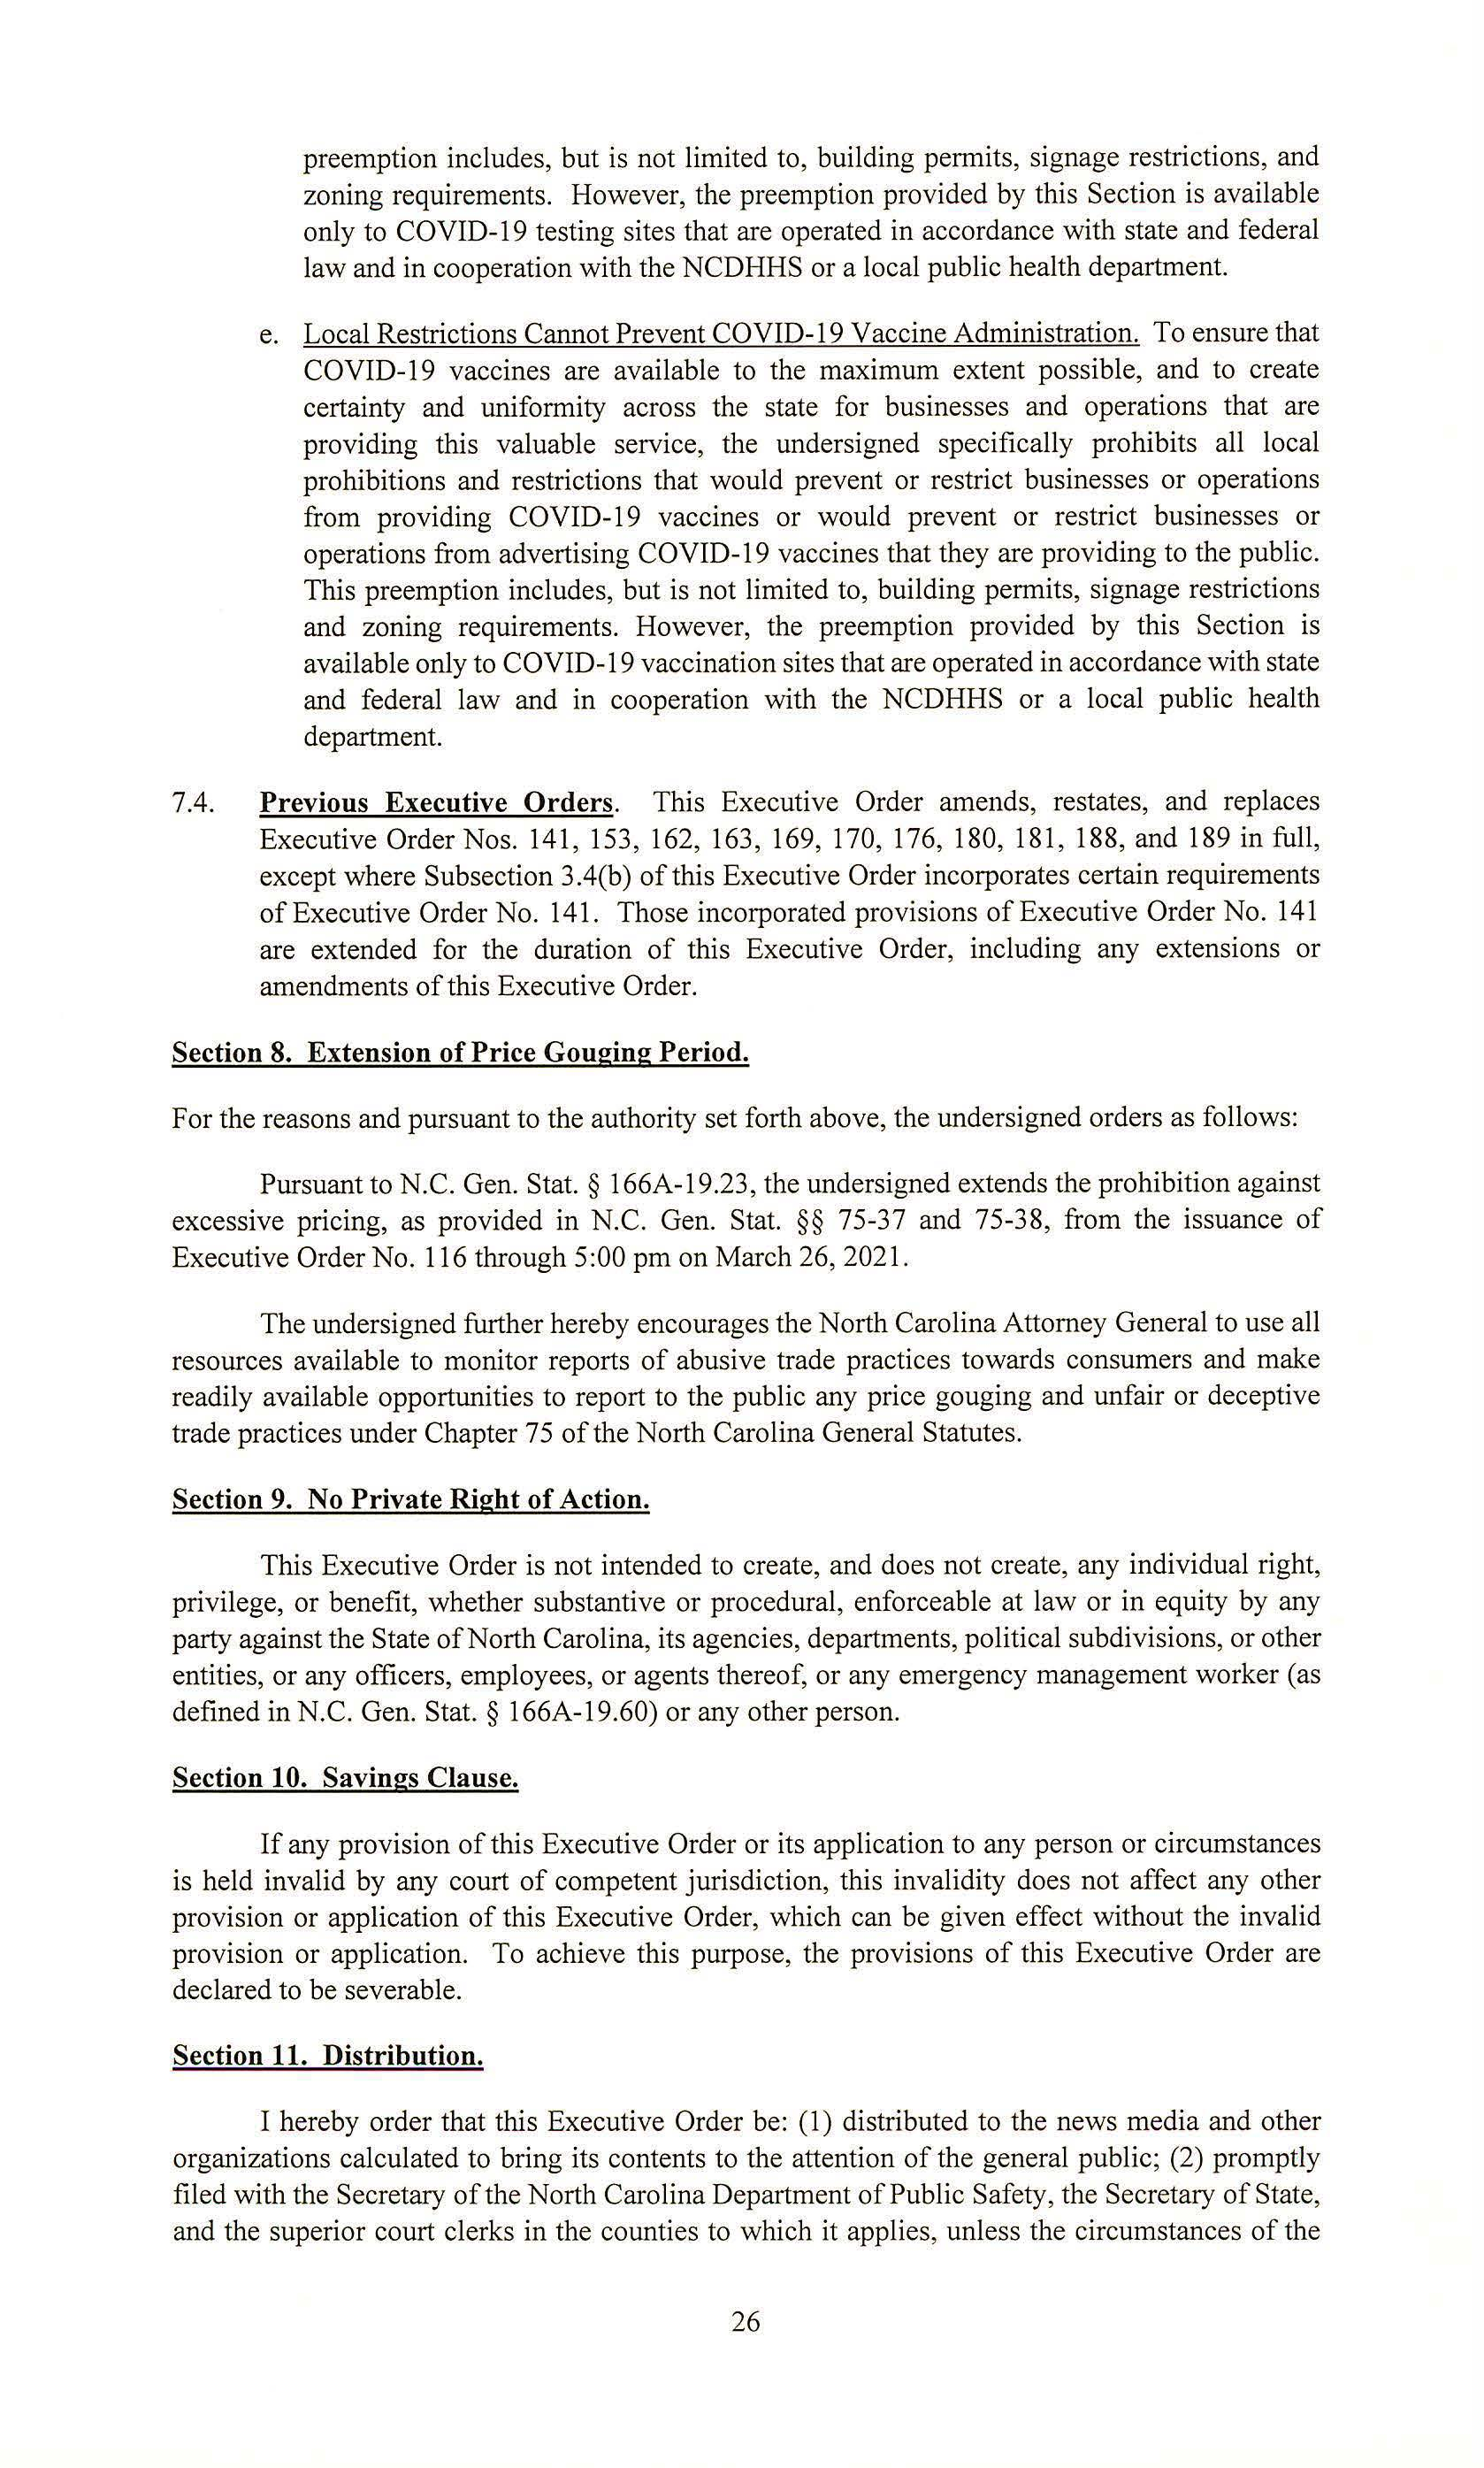 preemption includes, but is not limited to, building permits, signage restrictions, and
zoning requirements. However, the preemption provided by this Section is available
only to COVID-19 testing sites that are operated in accordance with state and federal
law and in cooperation with the NCDHHS or a local public health department.
e. Local Restrictions Cannot Prevent COVID-19 Vaccine Administration. To ensure that
COVID-19 vaccines are available to the maximum extent possible, and to create
certainty and uniformity across the state for businesses and operations that are
providing this valuable service, the undersigned specifically prohibits all local
prohibitions and restrictions that would prevent or restrict businesses or operations
from providing COVID-19 vaccines or would prevent or restrict businesses or
operations from advertising COVID-19 vaccines that they are providing to the public.
This preemption includes, but is not limited to, building permits, signage restrictions
and zoning requirements. However, the preemption provided by this Section is
available only to COVID-19 vaccination sites that are operated in accordance with state
and federal law and in cooperation with the NCDHHS or a local public health
department.
7.4. Previous Executive Orders. This Executive Order amends, restates, and replaces
Executive Order Nos. 141, 153, 162, 163, 169, 170, 176, 180, 181, 188, and 189 in full,
except where Subsection 3.4(b) of this Executive Order incorporates certain requirements
of Executive Order No. 141. Those incorporated provisions of Executive Order No. 141
are extended for the duration of this Executive Order, including any extensions or
amendments of this Executive Order.
Section 8. Extension of Price Gouging Period.
For the reasons and pursuant to the authority set forth above, the undersigned orders as follows:
Pursuant to N.C. Gen. Stat. § 166A-19.23, the undersigned extends the prohibition against
excessive pricing, as provided in N.C. Gen. Stat. §§ 75-37 and 75-38, from the issuance of
Executive Order No. 116 through 5:00 pm on March 26, 2021.
The undersigned further hereby encourages the North Carolina Attorney General to use all
resources available to monitor reports of abusive trade practices towards consumers and make
readily available opportunities to report to the public any price gouging and unfair or deceptive
trade practices under Chapter 75 of the North Carolina General Statutes.
Section 9. No Private Right of Action.
This Executive Order is not intended to create, and does not create, any individual right,
privilege, or benefit, whether substantive or procedural, enforceable at law or in equity by any
party against the State of North Carolina, its agencies, departments, political subdivisions, or other
entities, or any officers, employees, or agents thereof, or any emergency management worker (as
defined in N.C. Gen. Stat. § 166A-19.60) or any other person.
Section 10. Savings Clause.
If any provision of this Executive Order or its application to any person or circumstances
is held invalid by any court of competent jurisdiction, this invalidity does not affect any other
provision or application of this Executive Order, which can be given effect without the invalid
provision or application. To achieve this purpose, the provisions of this Executive Order are
declared to be severable.
Section 11. Distribution.
I hereby order that this Executive Order be: (1) distributed to the news media and other
organizations calculated to bring its contents to the attention of the general public; (2) promptly
filed with the Secretary of the North Carolina Department of Public Safety, the Secretary of State,
and the superior court clerks in the counties to which it applies, unless the circumstances of the
26